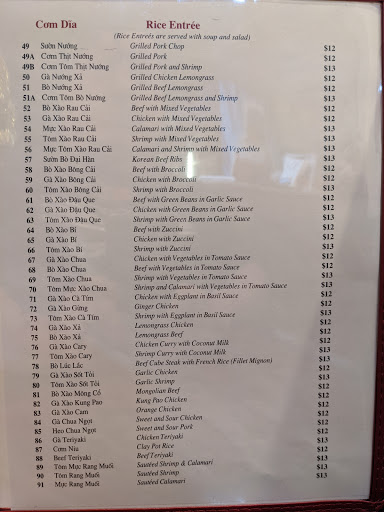 Cơm Dĩa Rice Entrée
(Rice Entreés are served with soup and salad)
49 Sườn Nướng Grilled Pork Chop $12
49A Cơm Thịt Nướng Grilled Pork $12
49B Cơm Tôm Thịt Nướng Grilled Pork and Shrimp $13
50 Gà Nướng Xả Grilled Chicken Lemongrass $12
51 Bò Nướng Xả Grilled Beef Lemongrass $12
51A Cơm Tôm Bò Nướng Grilled Beef Lemongrass and Shrimp $13
52 Bò Xào Rau Cải Beef with Mixed Vegetables $12
53 Gà Xào Rau Cải Chicken with Mixed Vegetables $12
54 Mực Xào Rau Cải Calamari with Mixed Vegetables $13
55 Tôm Xào Rau Cải Shrimp with Mixed Vegetables $13
56 Mực Tôm Xào Rau Cải Calamari and Shrimp with Mixed Vegetables $13
57 Sườn Bò Đại Hàn Korean Beef Ribs $13
58 Bò Xào Bông Cải Beef with Broccoli $12
59 Gà Xào Bông Cải Chicken with Broccoli $12
60 Tôm Xào Bông Cải Shrimp with Broccoli $13
61 Bò Xào Đậu Que Beef with Green Beans in Garlic Sauce $12
62 Gà Xào Đậu Que Chicken with Green Beans in Garlic Sauce $12
63 Tôm Xào Đậu Que Shrimp with Green Beans in Garlic Sauce $13
64 Bò Xào Bí Beef with Zuccini $12
65 Gà Xào Bí Chicken with Zuccini $12
66 Tôm Xào Bí Shrimp with Zuccini $13
67 Gà Xào Chua Chicken with Vegetables in Tomato Sauce $12
68 Bò Xào Chua Beef with Vegetables in Tomato Sauce $12
69 Tôm Xào Chua Shrimp with Vegetables in Tomato Sauce $13
70 Tôm Mực Xào Chua Shrimp and Calamari with Vegetables in Tomato Sauce $13
71 Gà Xào Cà Tím Chicken with Eggplant in Basil Sauce $12
72 Gà Xào Gừng Ginger Chicken $12
73 Tôm Xào Cà Tím Shrimp with Eggplant in Basil Sauce $13
74 Gà Xào Xả Lemongrass Chicken $12
75 Bò Xào Xả Lemongrass Beef $12
76 Gà Xào Cary Chicken Curry with Coconut Milk $12
77 Tôm Xào Cary Shrimp Curry with Coconut Milk $13
78 Bò Lúc Lắc Beef Cube Steak with French Rice (Fillet Mignon) $13
79 Gà Xào Sốt Tỏi Garlic Chicken $12
80 Tôm Xào Sốt Tỏi Garlic Shrimp $13
81 Bò Xào Mông Cổ Mongolian Beef $12
82 Gà Xào Kung Pao Kung Pao Chicken $12
83 Gà Xào Cam Orange Chicken $12
84 Gà Chua Ngọt Sweet and Sour Chicken $12
85 Heo Chua Ngọt Sweet and Sour Pork $12
86 Gà Teriyaki Chicken Teriyaki $12
87 Cơm Niu Clay Pot Rice $13
88 Beef Teriyaki Beef Teriyaki $12
89 Tôm Mực Rang Muối Sautéed Shrimp & Calamari $13
90 Tôm Rang Muối Sautéed Shrimp $13
91 Mực Rang Muối Sautéed Calamari $13